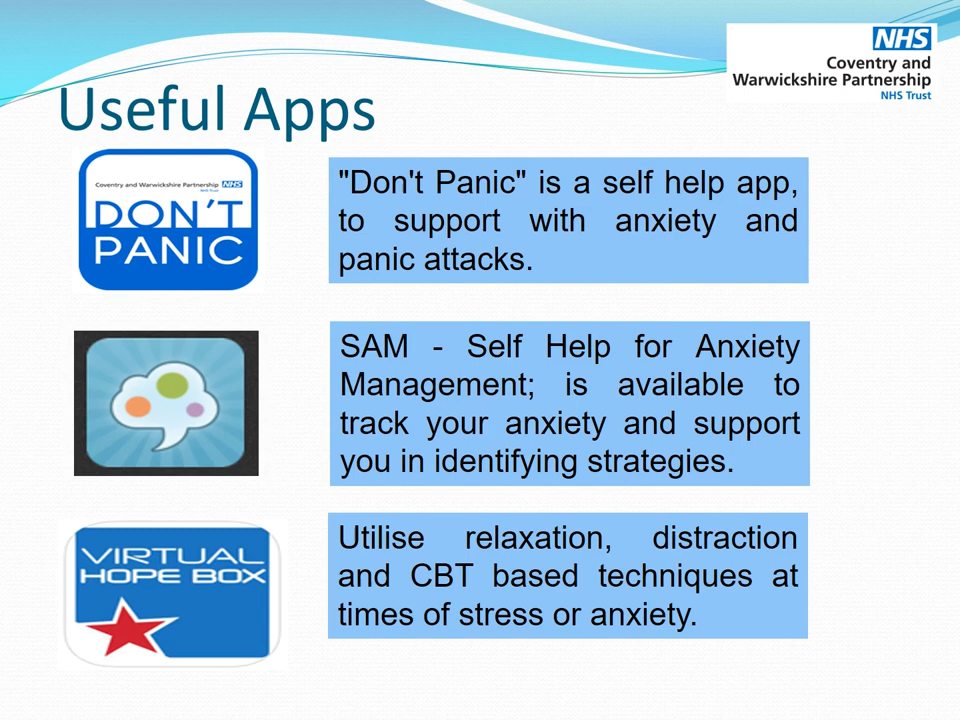 NHS
Coventry and
Warwickshire Partnership
NHS Trust
Useful Apps
Coventry and Warwickshire Partnership NHS
NHS Trust
DON'T
PANIC
"Don't Panic" is a self help app,
to support with anxiety and
panic attacks.
SAM - Self Help for Anxiety
Management; is available to
track your anxiety and support
you in identifying strategies.
VIRTUAL
HOPE BOX
Utilise relaxation, distraction
and CBT based techniques at
times of stress or anxiety.